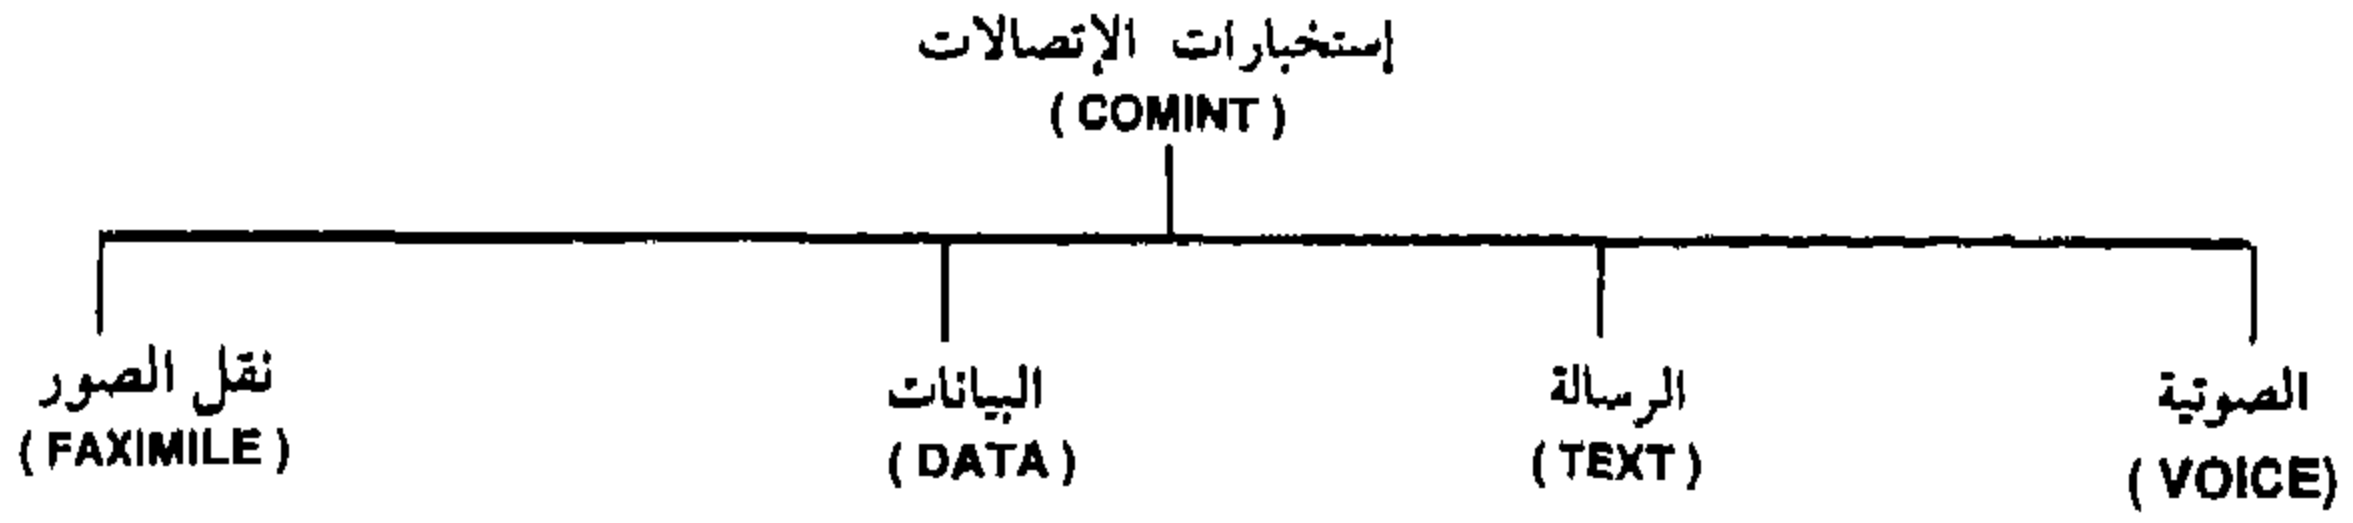 إستخبارات الإتصالات
( COMINT )
الصوتية
( VOICE)
الرسالة
( TEXT )
البيانات
( DATA )
نقل الصور
( FAXIMILE )